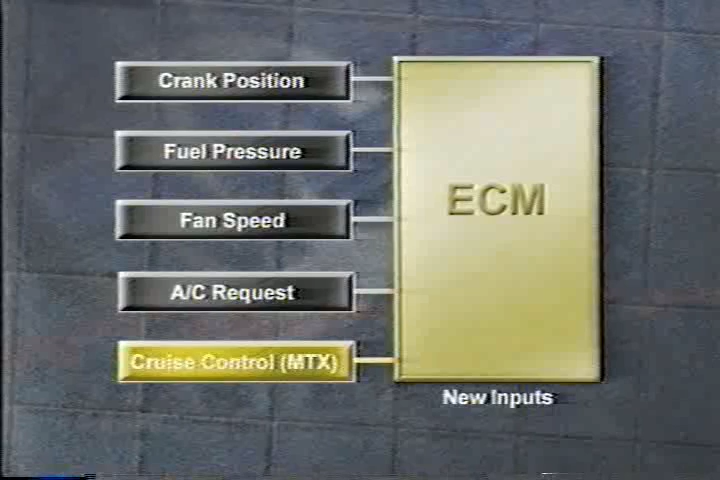 Crank Position
Fuel Pressure
Fan Speed
A/C Request
Cruise Control (MTX)
ECM
New Inputs